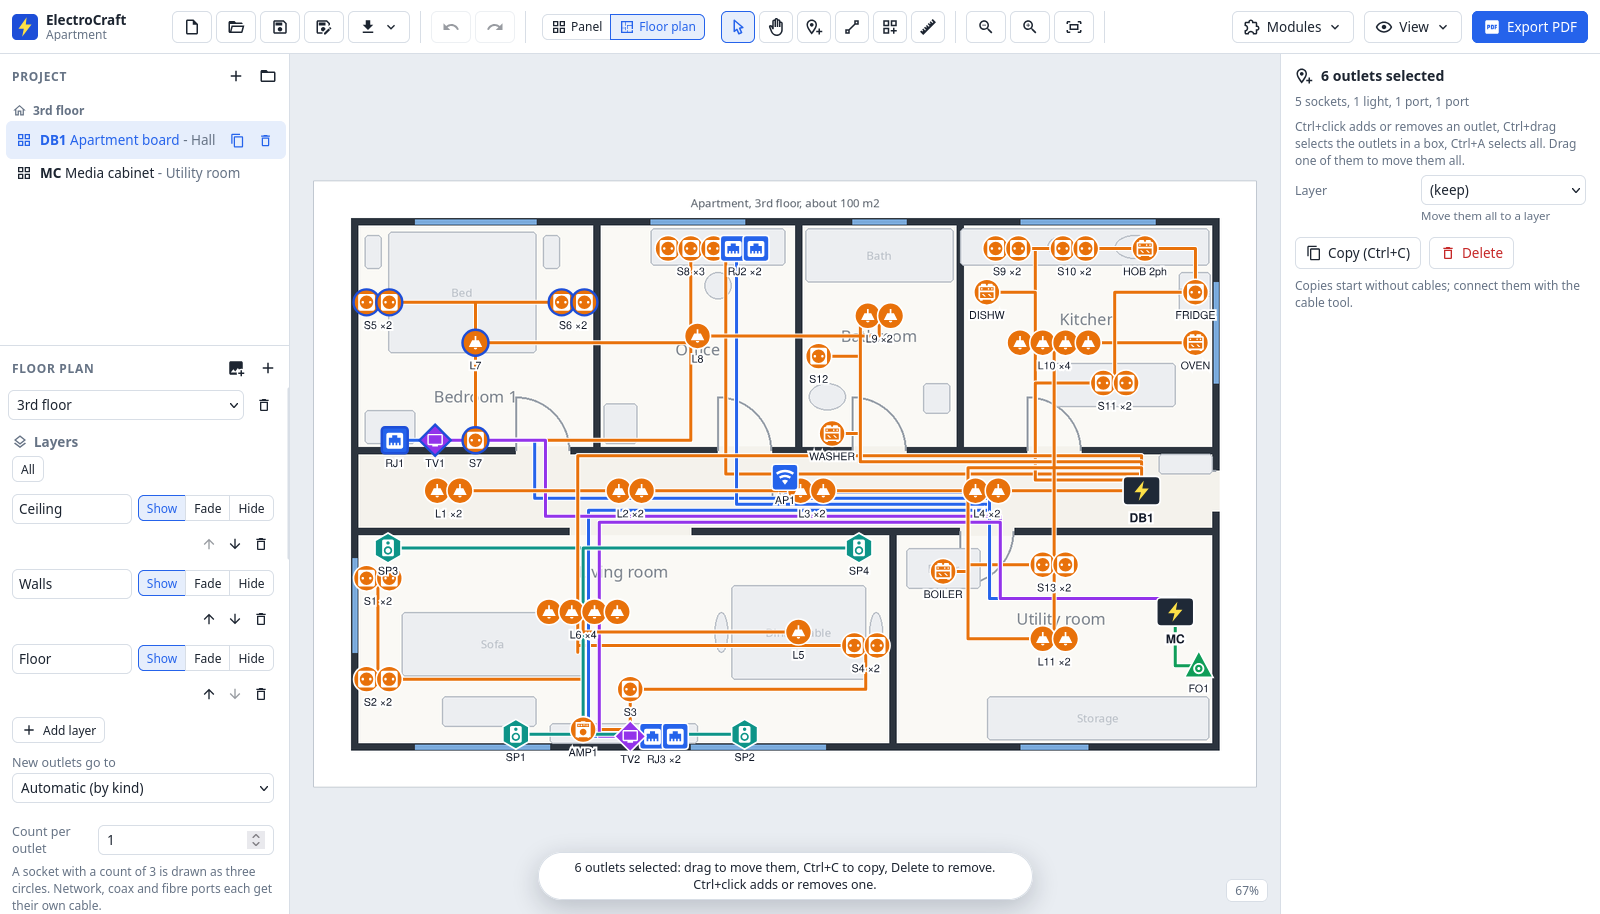 ElectroCraft
Apartment
Panel
Floor plan
Modules
View
Export PDF
PROJECT
3rd floor
DB1 Apartment board - Hall
MC Media cabinet - Utility room
FLOOR PLAN
3rd floor
Layers
All
Ceiling
Show
Fade
Hide
Walls
Show
Fade
Hide
Floor
Show
Fade
Hide
Add layer
New outlets go to
Automatic (by kind)
Count per
outlet
1
A socket with a count of 3 is drawn as three
circles. Network, coax and fibre ports each get
their own cable.
Apartment, 3rd floor, about 100 m2
Bed
S5 ×2
S6 ×2
L7
Bedroom 1
RJ1
TV1
S7
S8 ×3
RJ2 ×2
L8
Office
Bath
L9 ×2
S12
WASHER
S9 ×2
S10 ×2
HOB 2ph
DISHW
FRIDGE
Kitchen
L10 ×4
OVEN
S11 ×2
L1 ×2
L2 ×2
AP1
L3 ×2
L4 ×2
DB1
SP3
SP4
S1 ×2
L6 ×4
Sofa
L5
S4 ×2
S2 ×2
S3
SP1
AMP1
TV2
RJ3 ×2
SP2
BOILER
S13 ×2
Utility room
MC
L11 ×2
FO1
Storage
6 outlets selected: drag to move them, Ctrl+C to copy, Delete to remove.
Ctrl+click adds or removes one.
67%
6 outlets selected
5 sockets, 1 light, 1 port, 1 port
Ctrl+click adds or removes an outlet, Ctrl+drag
selects the outlets in a box, Ctrl+A selects all. Drag
one of them to move them all.
Layer
(keep)
Move them all to a layer
Copy (Ctrl+C)
Delete
Copies start without cables; connect them with the
cable tool.